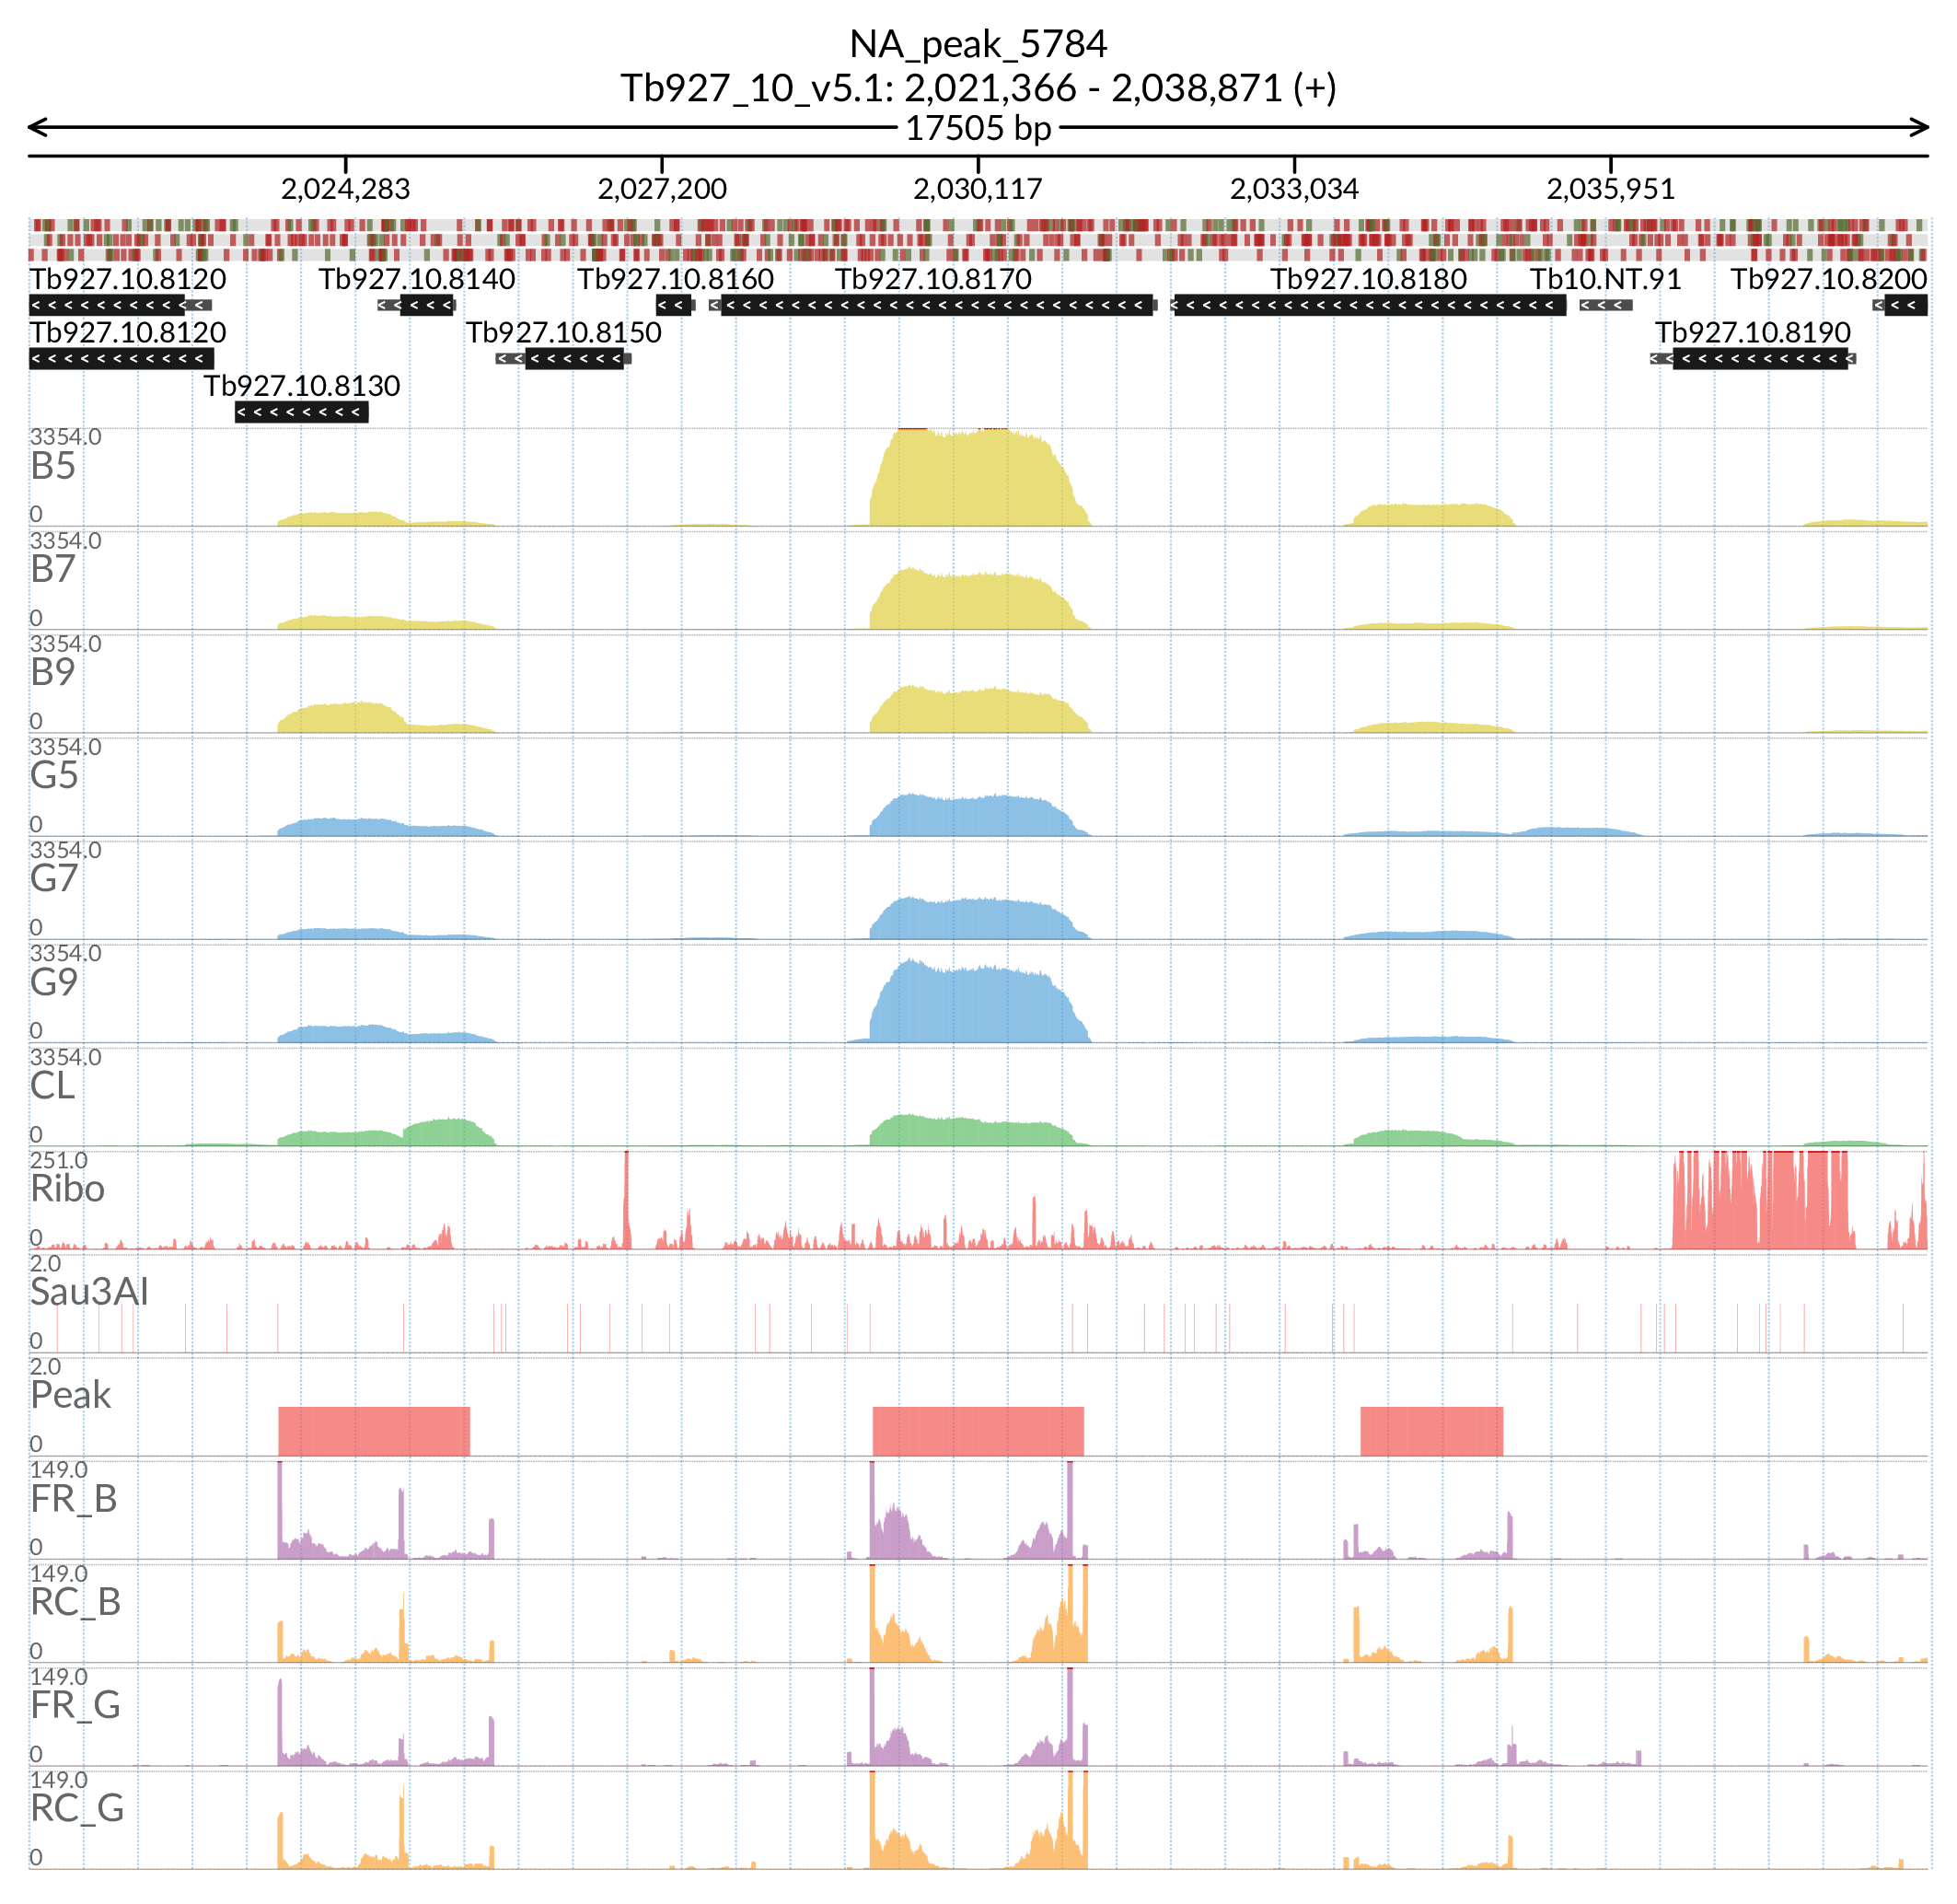 NA_peak_5784
Tb927_10_v5.1: 2,021,366 - 2,038,871 (+)
17505 bp
2,024,283 2,027,200 2,030,117 2,033,034 2,035,951
Tb927.10.8120 Tb927.10.8140 Tb927.10.8160 Tb927.10.8170 Tb927.10.8180 Tb10.NT.91 Tb927.10.8200
Tb927.10.8120 Tb927.10.8150 Tb927.10.8190
Tb927.10.8130
3354.0
B5
0
3354.0
B7
0
3354.0
B9
0
3354.0
G5
0
3354.0
G7
0
3354.0
G9
0
3354.0
CL
0
251.0
Ribo
0
2.0
Sau3AI
0
2.0
Peak
0
149.0
FR_B
0
149.0
RC_B
0
149.0
FR_G
0
149.0
RC_G
0